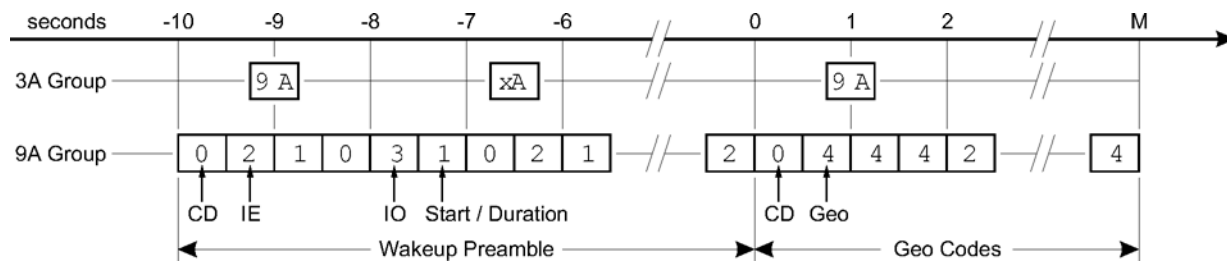 seconds -10 -9 -8 -7 -6 0 1 2 M
3A Group 9 A xA 9 A
9A Group 0 2 1 0 3 1 0 2 1 2 0 4 4 4 2 4
CD IE IO Start / Duration CD Geo
Wakeup Preamble Geo Codes